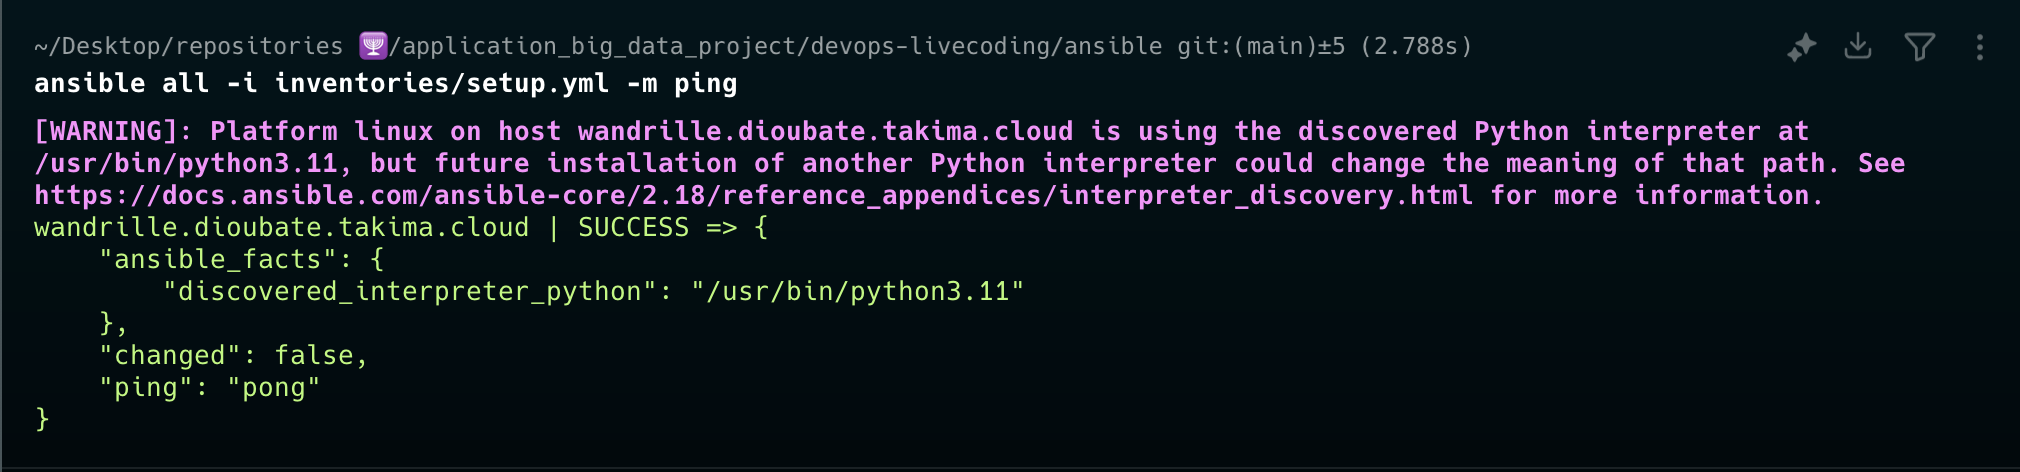 ~/Desktop/repositories 🕎/application_big_data_project/devops-livecoding/ansible git:(main)±5 (2.788s)
ansible all -i inventories/setup.yml -m ping
[WARNING]: Platform linux on host wandrille.dioubate.takima.cloud is using the discovered Python interpreter at
/usr/bin/python3.11, but future installation of another Python interpreter could change the meaning of that path. See
https://docs.ansible.com/ansible-core/2.18/reference_appendices/interpreter_discovery.html for more information.
wandrille.dioubate.takima.cloud | SUCCESS => {
    "ansible_facts": {
        "discovered_interpreter_python": "/usr/bin/python3.11"
    },
    "changed": false,
    "ping": "pong"
}